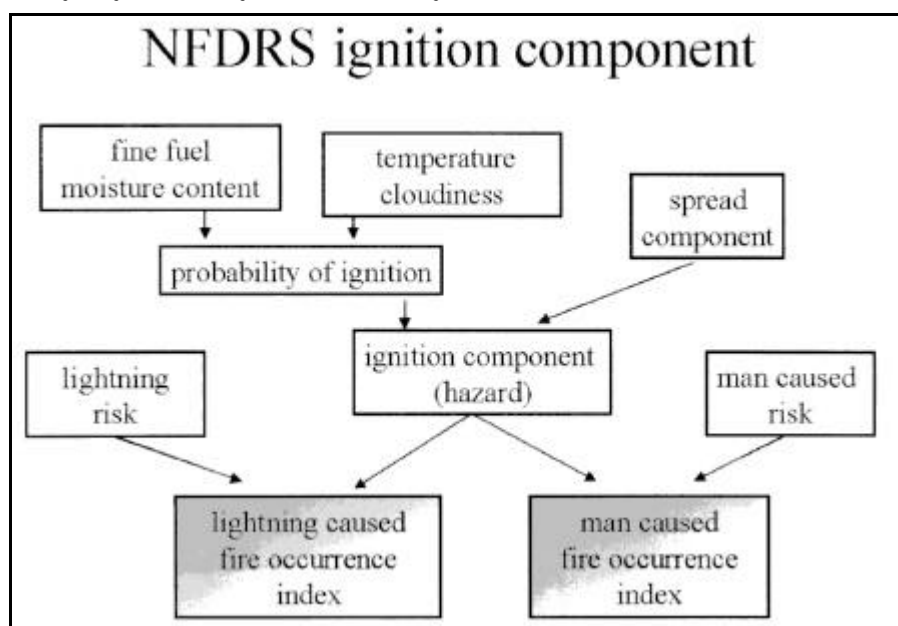 NFDRS ignition component
fine fuel
moisture content
temperature
cloudiness
spread
component
probability of ignition
lightning
risk
ignition component
(hazard)
man caused
risk
lightning caused
fire occurrence
index
man caused
fire occurrence
index